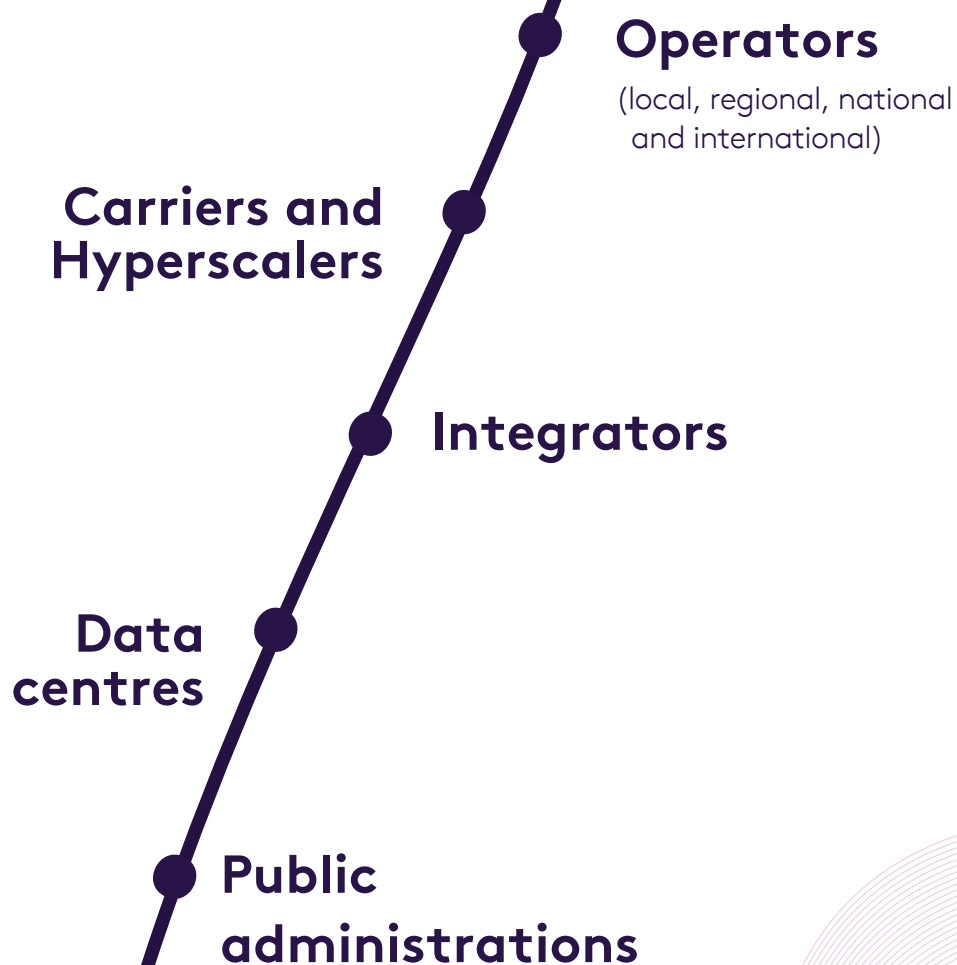 Operators
(local, regional, national
and international)
Carriers and
Hyperscalers
Integrators
Data
centres
Public
administrations